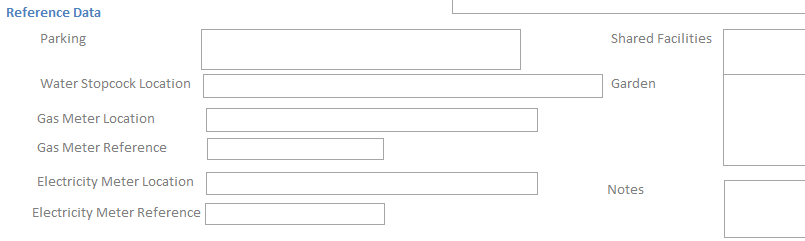 Reference Data
Parking
Shared Facilities
Water Stopcock Location
Garden
Gas Meter Location
Gas Meter Reference
Electricity Meter Location
Notes
Electricity Meter Reference